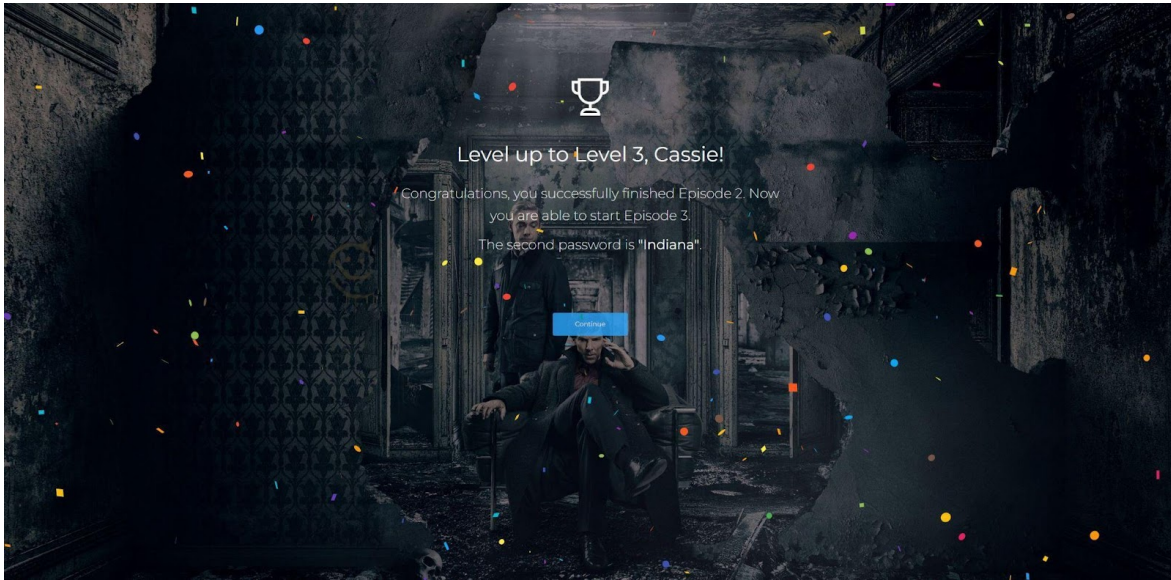 Level up to Level 3, Cassie!
Congratulations, you successfully finished Episode 2. Now
you are able to start Episode 3.
The second password is "Indiana".
Continue